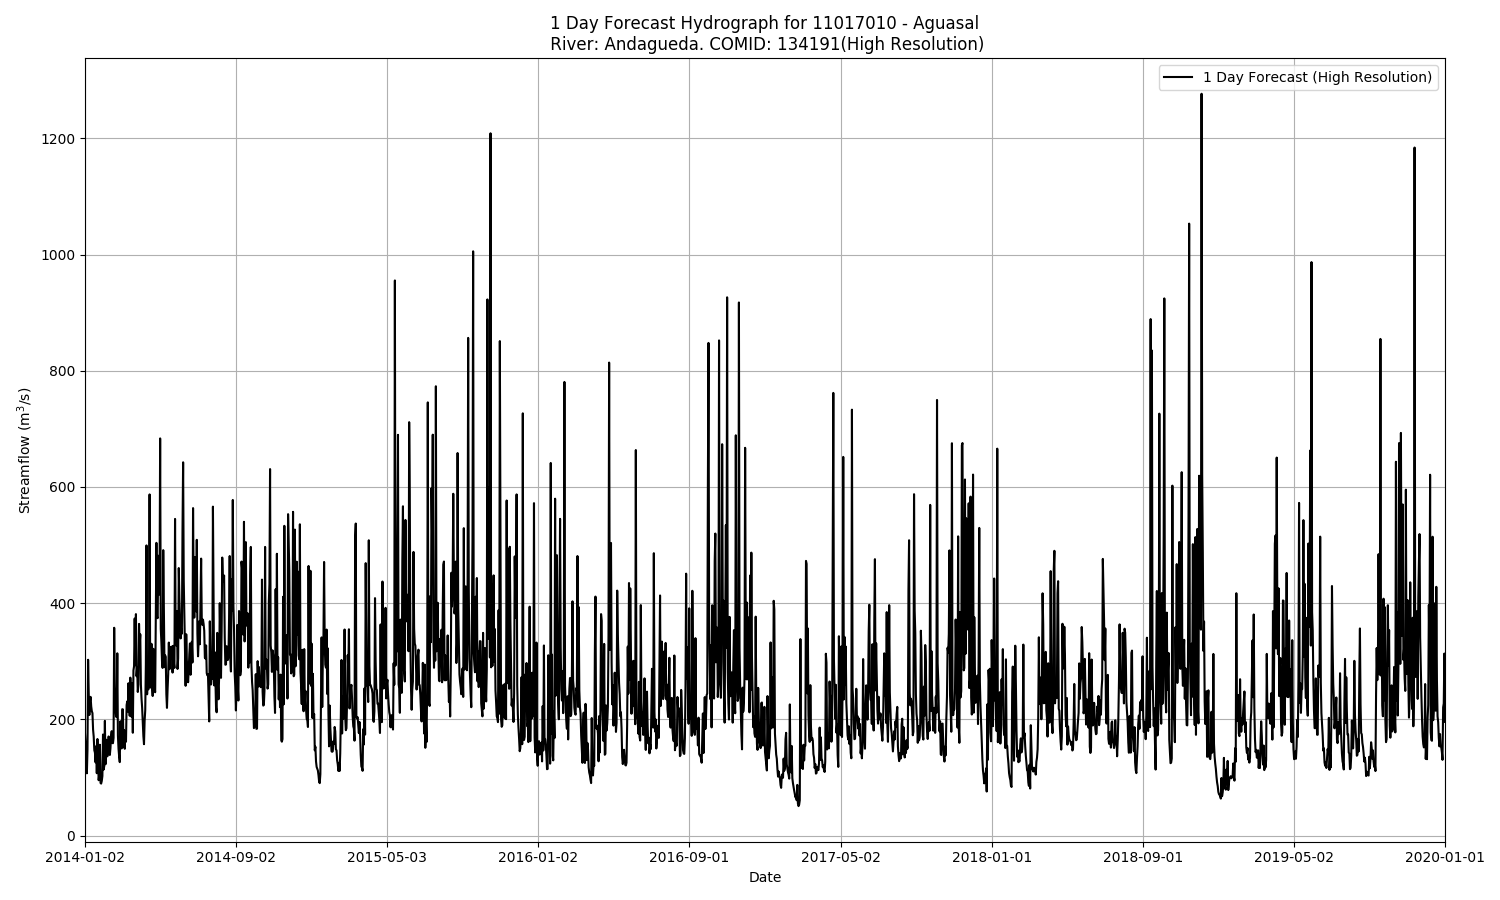 1 Day Forecast Hydrograph for 11017010 - Aguasal
River: Andagueda. COMID: 134191(High Resolution)
1 Day Forecast (High Resolution)
Streamflow (m³/s)
1200
1000
800
600
400
200
0
2014-01-02 2014-09-02 2015-05-03 2016-01-02 2016-09-01 2017-05-02 2018-01-01 2018-09-01 2019-05-02 2020-01-01
Date